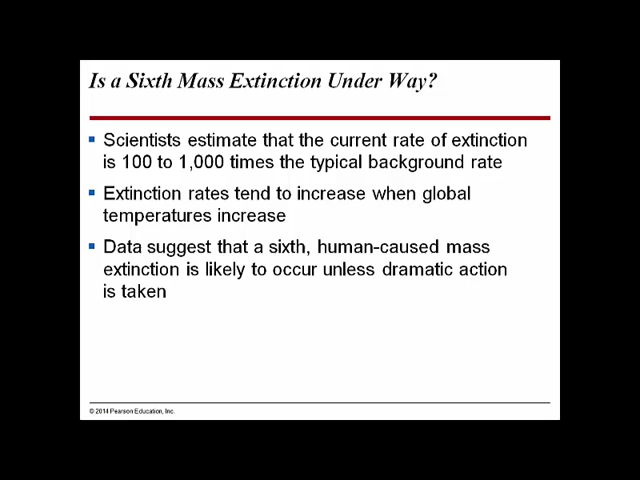 Is a Sixth Mass Extinction Under Way?
▪ Scientists estimate that the current rate of extinction
is 100 to 1,000 times the typical background rate
▪ Extinction rates tend to increase when global
temperatures increase
▪ Data suggest that a sixth, human-caused mass
extinction is likely to occur unless dramatic action
is taken
© 2014 Pearson Education, Inc.